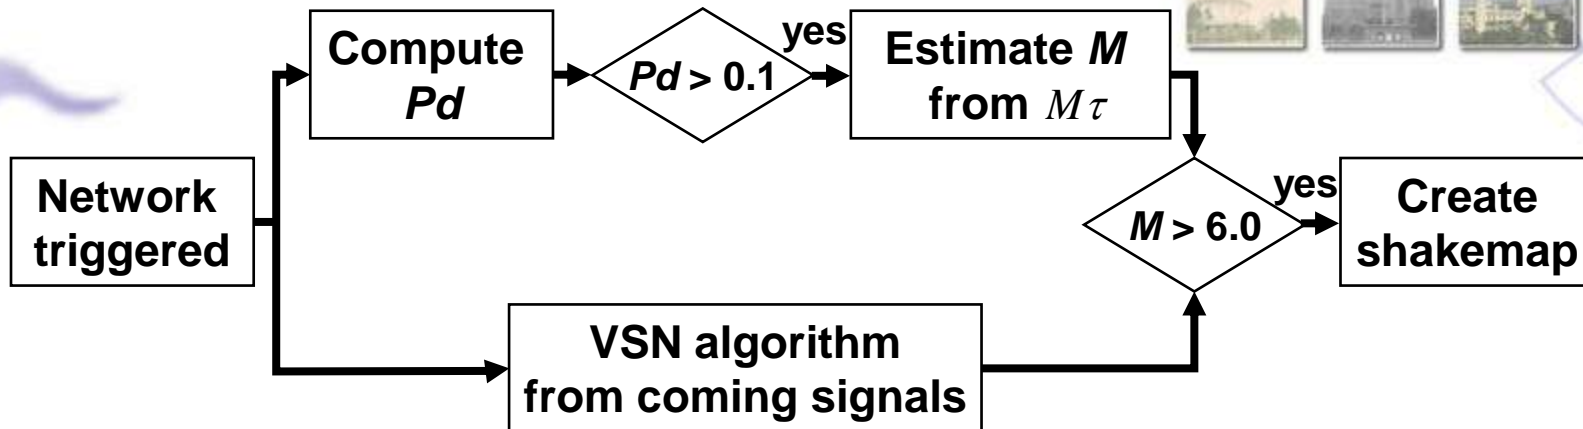 Compute
Pd
Pd > 0.1
yes
Estimate M
from Mτ
Network
triggered
M > 6.0
yes
Create
shakemap
VSN algorithm
from coming signals